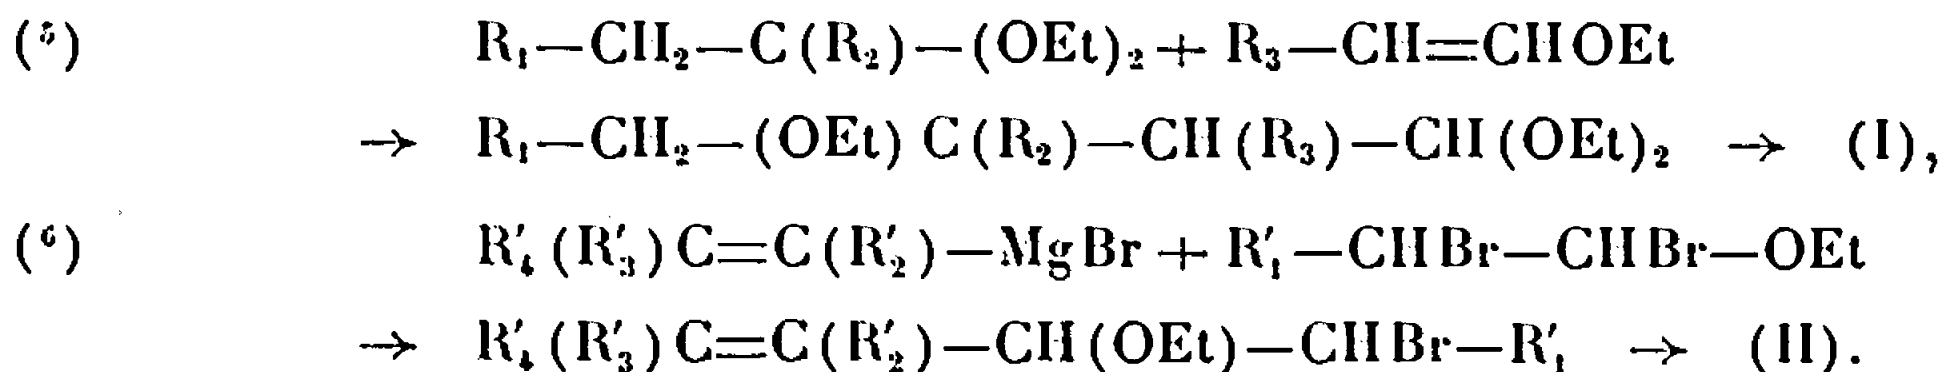 (⁵) R₁—CH₂—C(R₂)—(OEt)₂+R₃—CH=CHOEt
→ R₁—CH₂—(OEt)C(R₂)—CH(R₃)—CH(OEt)₂ → (I),
(⁶) R′₄(R′₃)C=C(R′₂)—MgBr+R′₁—CHBr—CHBr—OEt
→ R′₄(R′₃)C=C(R′₂)—CH(OEt)—CHBr—R′₁ → (II).